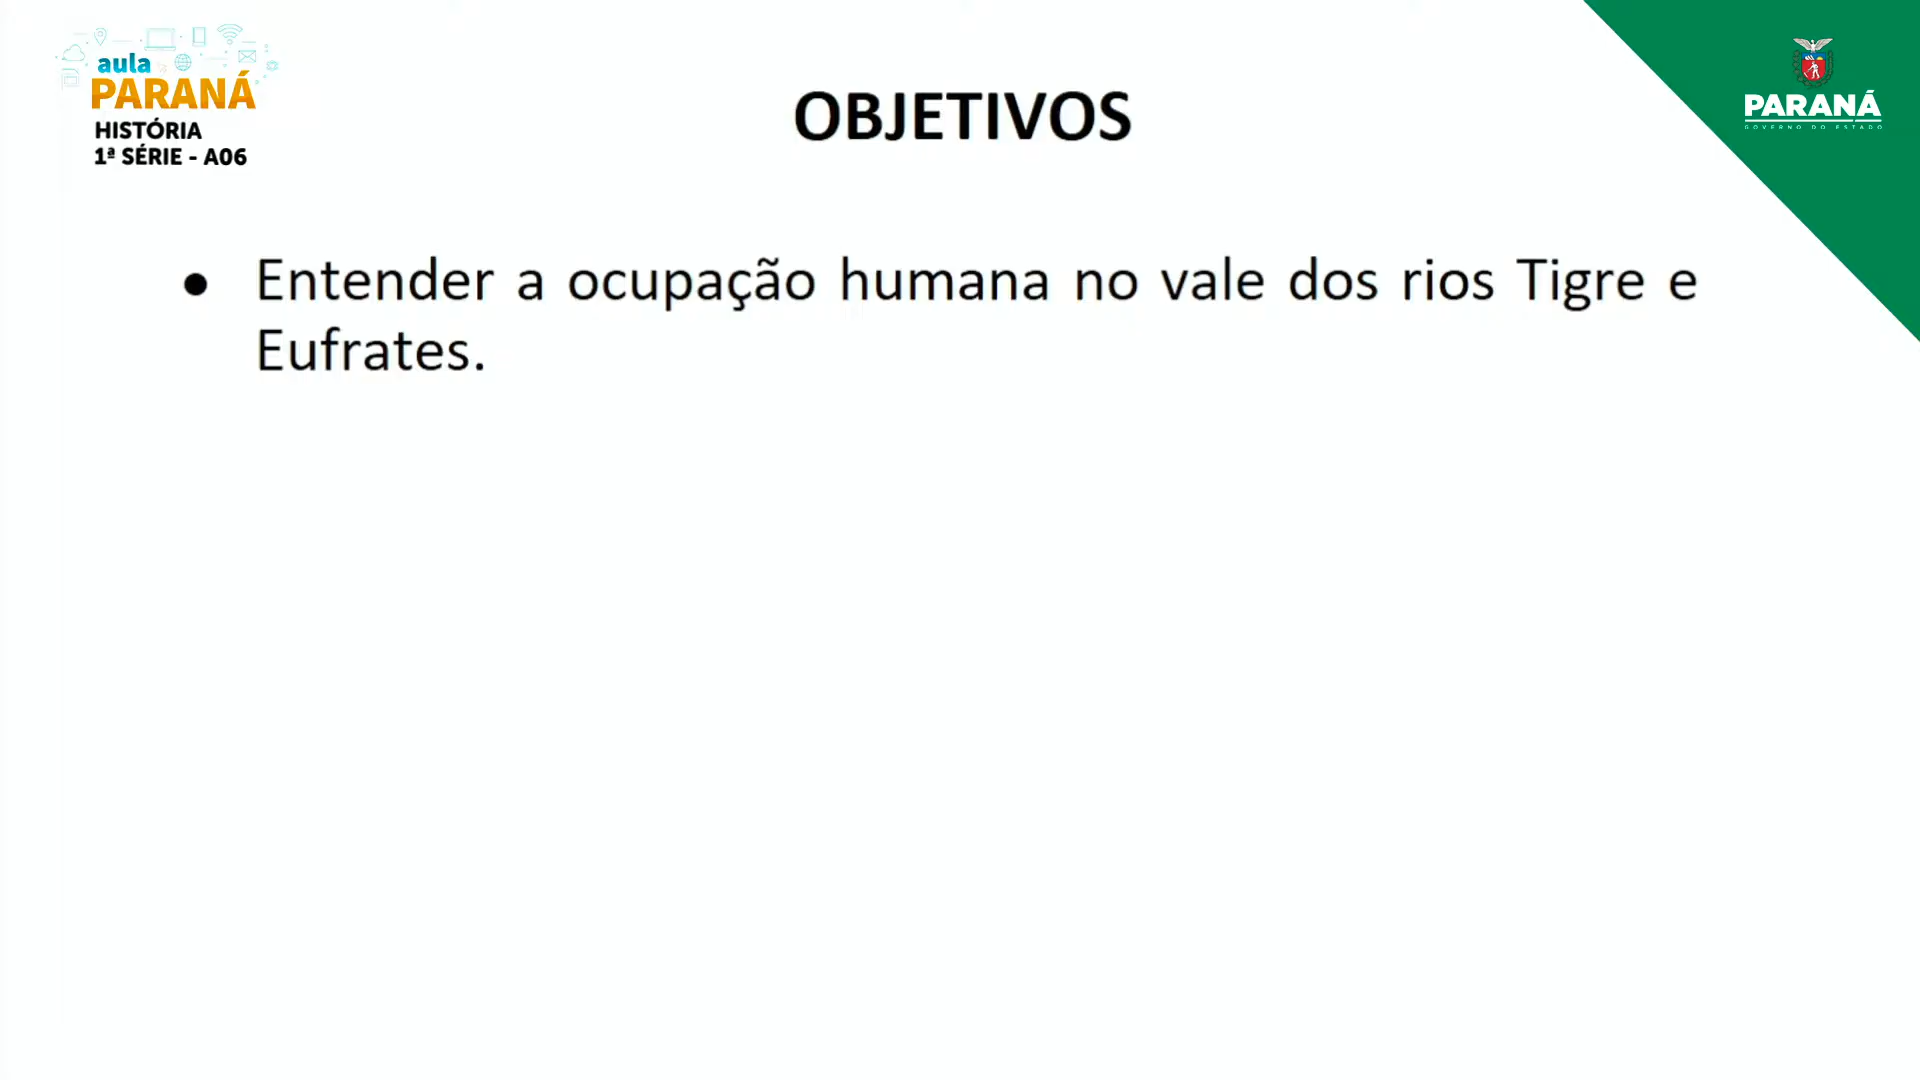 aula
PARANÁ
HISTÓRIA
1ª SÉRIE - A06
OBJETIVOS
PARANÁ
GOVERNO DO ESTADO
● Entender a ocupação humana no vale dos rios Tigre e
Eufrates.